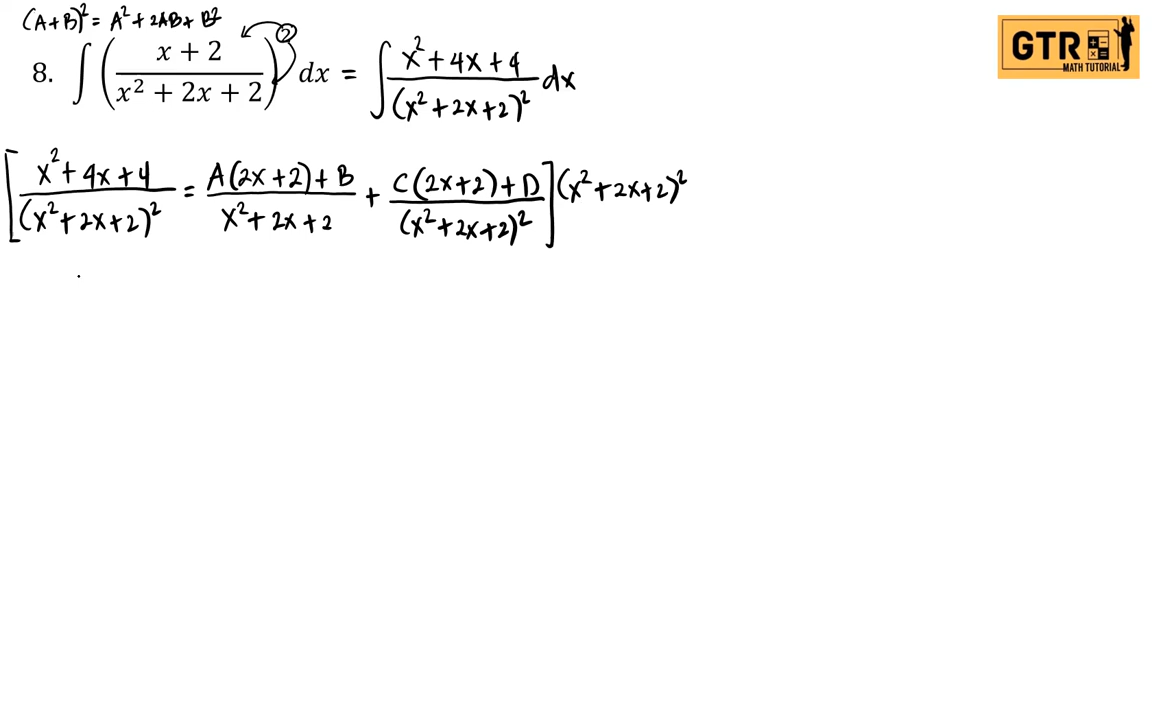 (A+B)² = A² + 2AB + B²
8. ∫ ( (x + 2) / (x² + 2x + 2) )² dx = ∫ (x² + 4x + 4) / (x² + 2x + 2)² dx
[ (x² + 4x + 4) / (x² + 2x + 2)² = (A(2x + 2) + B) / (x² + 2x + 2) + (C(2x + 2) + D) / (x² + 2x + 2)² ] (x² + 2x + 2)²
GTR
MATH TUTORIAL